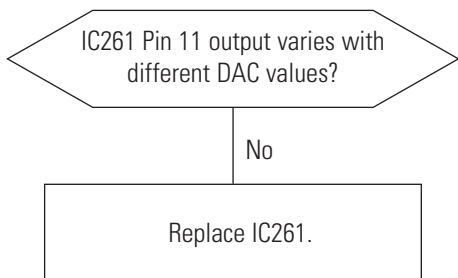 IC261 Pin 11 output varies with
different DAC values?
No
Replace IC261.